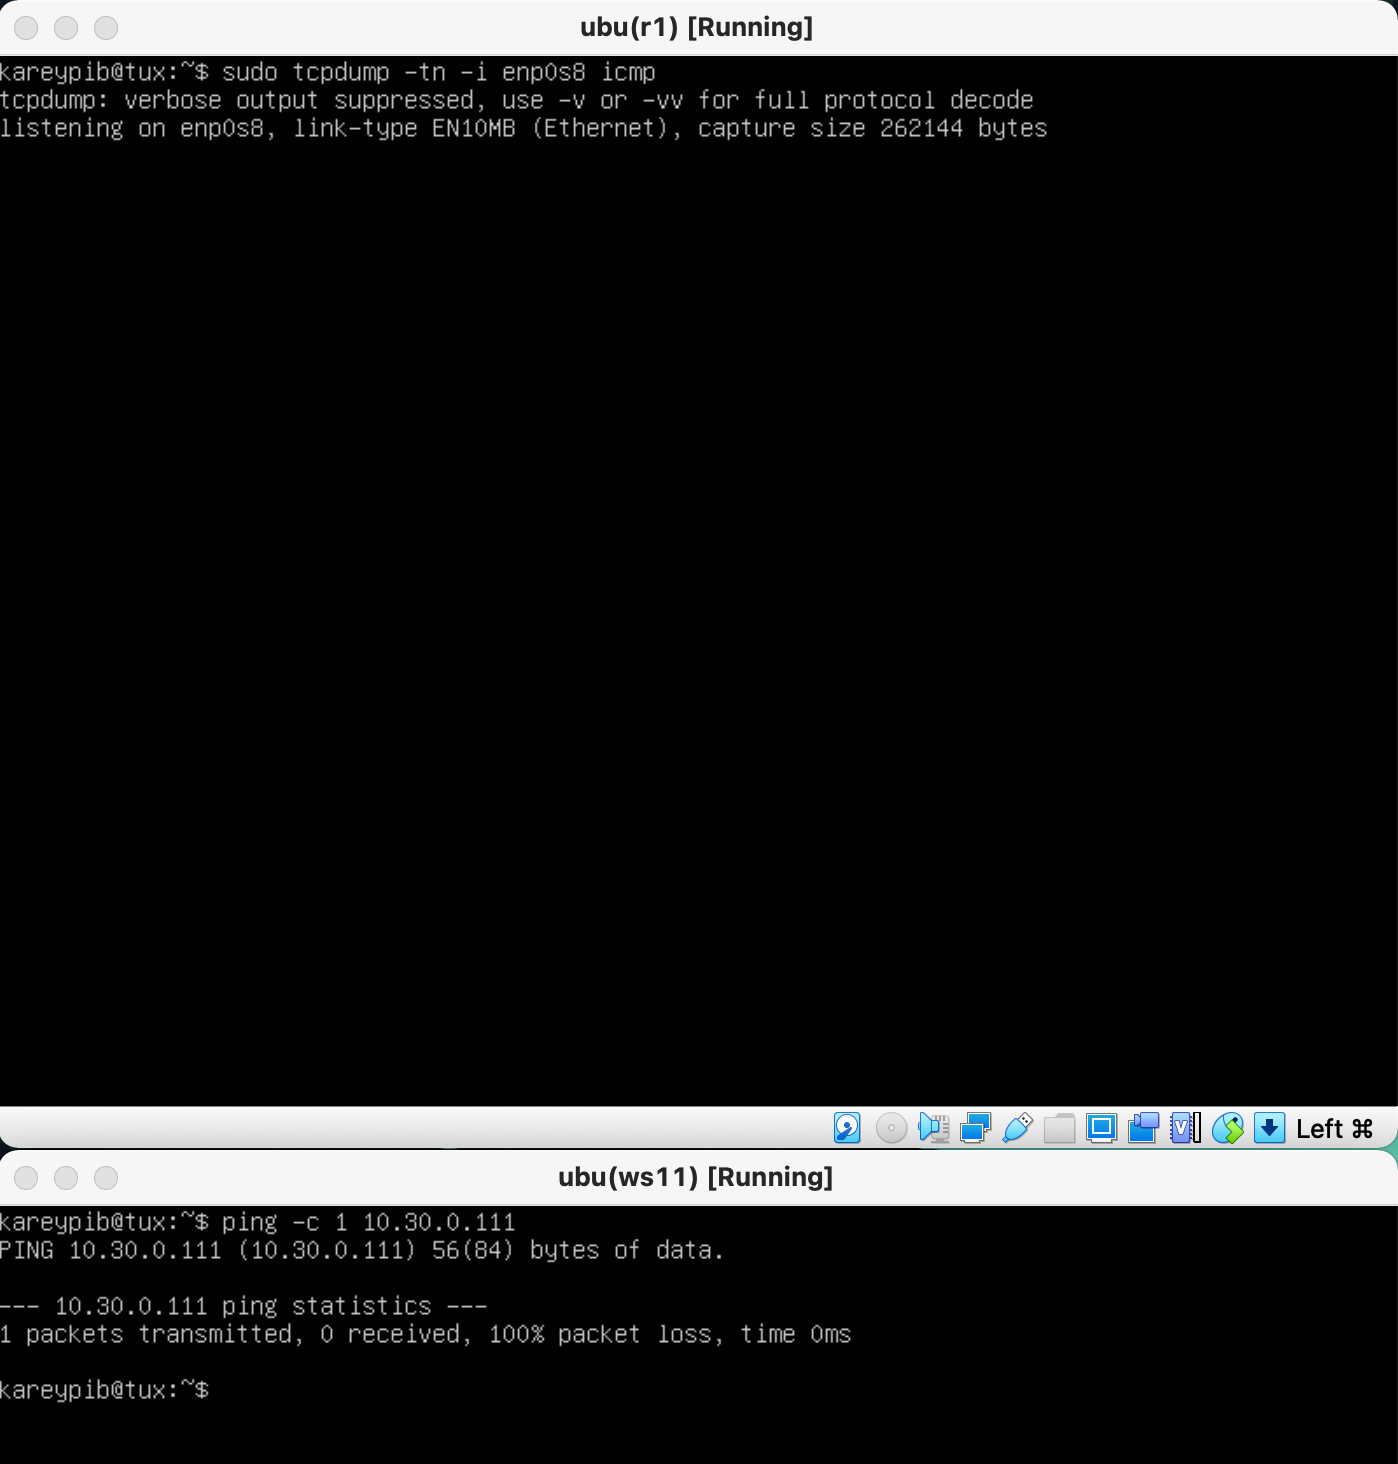 ubu(r1) [Running]
kareypib@tux:~$ sudo tcpdump -tn -i enp0s8 icmp
tcpdump: verbose output suppressed, use -v or -vv for full protocol decode
listening on enp0s8, link-type EN10MB (Ethernet), capture size 262144 bytes
V
Left ⌘
ubu(ws11) [Running]
kareypib@tux:~$ ping -c 1 10.30.0.111
PING 10.30.0.111 (10.30.0.111) 56(84) bytes of data.
--- 10.30.0.111 ping statistics ---
1 packets transmitted, 0 received, 100% packet loss, time 0ms
kareypib@tux:~$